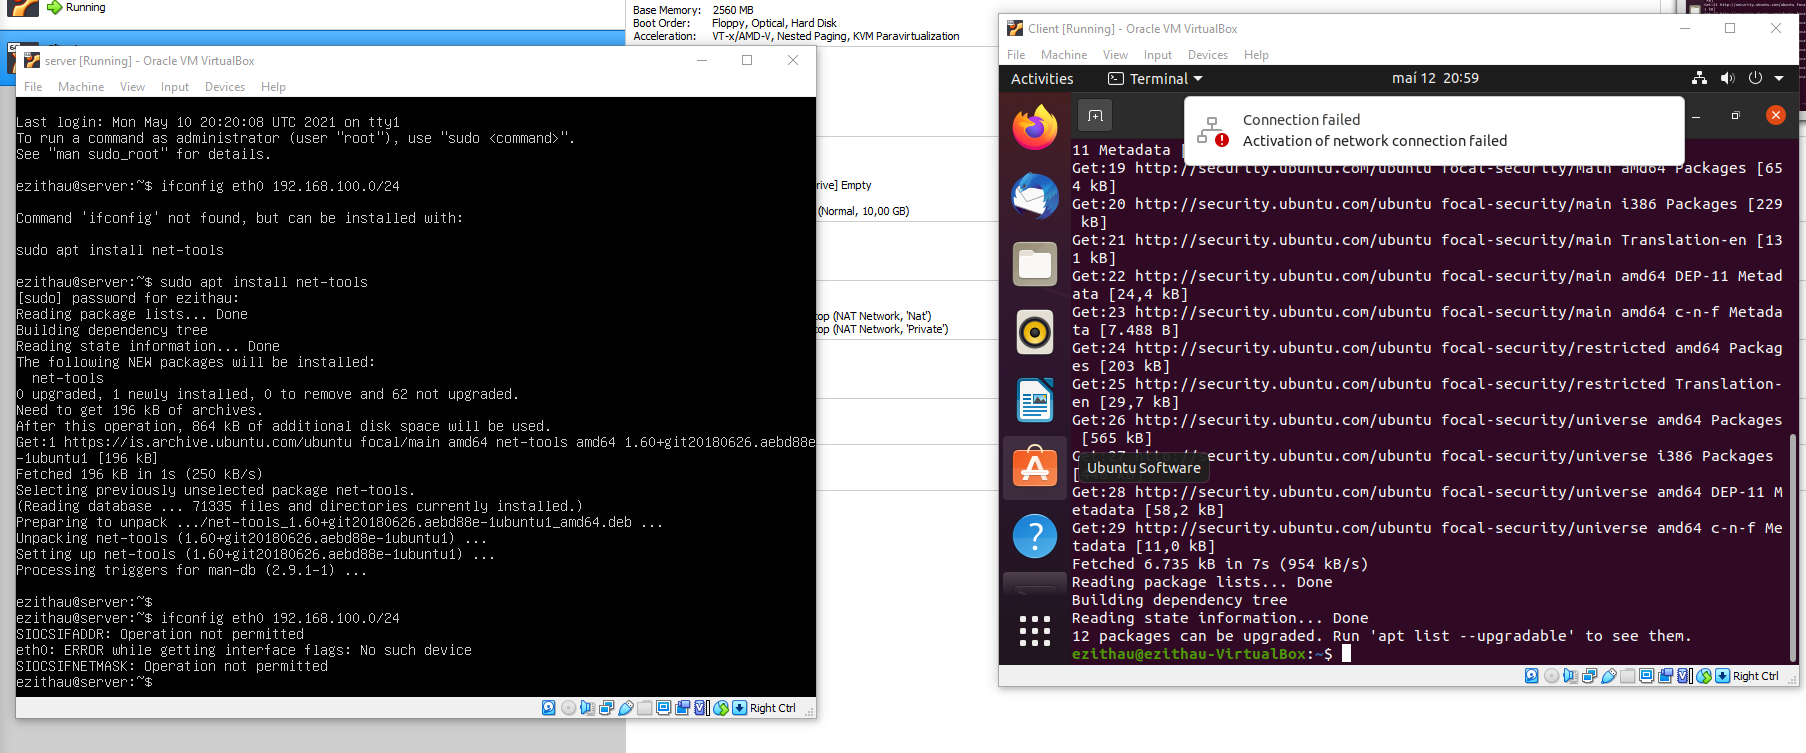 Running
Base Memory: 2560 MB
Boot Order: Floppy, Optical, Hard Disk
Acceleration: VT-x/AMD-V, Nested Paging, KVM Paravirtualization
rive] Empty
(Normal, 10,00 GB)
top (NAT Network, 'Nat')
top (NAT Network, 'Private')
server [Running] - Oracle VM VirtualBox
File Machine View Input Devices Help
Last login: Mon May 10 20:20:08 UTC 2021 on tty1
To run a command as administrator (user "root"), use "sudo <command>".
See "man sudo_root" for details.
ezithau@server:~$ ifconfig eth0 192.168.100.0/24
Command 'ifconfig' not found, but can be installed with:
sudo apt install net-tools
ezithau@server:~$ sudo apt install net-tools
[sudo] password for ezithau:
Reading package lists... Done
Building dependency tree
Reading state information... Done
The following NEW packages will be installed:
net-tools
0 upgraded, 1 newly installed, 0 to remove and 62 not upgraded.
Need to get 196 kB of archives.
After this operation, 864 kB of additional disk space will be used.
Get:1 https://is.archive.ubuntu.com/ubuntu focal/main amd64 net-tools amd64 1.60+git20180626.aebd88e
-1ubuntu1 [196 kB]
Fetched 196 kB in 1s (250 kB/s)
Selecting previously unselected package net-tools.
(Reading database ... 71335 files and directories currently installed.)
Preparing to unpack .../net-tools_1.60+git20180626.aebd88e-1ubuntu1_amd64.deb ...
Unpacking net-tools (1.60+git20180626.aebd88e-1ubuntu1) ...
Setting up net-tools (1.60+git20180626.aebd88e-1ubuntu1) ...
Processing triggers for man-db (2.9.1-1) ...
ezithau@server:~$
ezithau@server:~$ ifconfig eth0 192.168.100.0/24
SIOCSIFADDR: Operation not permitted
eth0: ERROR while getting interface flags: No such device
SIOCSIFNETMASK: Operation not permitted
ezithau@server:~$
Right Ctrl
Client [Running] - Oracle VM VirtualBox
File Machine View Input Devices Help
Activities Terminal maí 12 20:59
Connection failed
Activation of network connection failed
11 Metadata [
Get:19 http://security.ubuntu.com/ubuntu focal-security/main amd64 Packages [65
4 kB]
Get:20 http://security.ubuntu.com/ubuntu focal-security/main i386 Packages [229
kB]
Get:21 http://security.ubuntu.com/ubuntu focal-security/main Translation-en [13
1 kB]
Get:22 http://security.ubuntu.com/ubuntu focal-security/main amd64 DEP-11 Metad
ata [24,4 kB]
Get:23 http://security.ubuntu.com/ubuntu focal-security/main amd64 c-n-f Metada
ta [7.488 B]
Get:24 http://security.ubuntu.com/ubuntu focal-security/restricted amd64 Packag
es [203 kB]
Get:25 http://security.ubuntu.com/ubuntu focal-security/restricted Translation-
en [29,7 kB]
Get:26 http://security.ubuntu.com/ubuntu focal-security/universe amd64 Packages
[565 kB]
Get:27 http://security.ubuntu.com/ubuntu focal-security/universe i386 Packages
Ubuntu Software
Get:28 http://security.ubuntu.com/ubuntu focal-security/universe amd64 DEP-11 M
etadata [58,2 kB]
Get:29 http://security.ubuntu.com/ubuntu focal-security/universe amd64 c-n-f Me
tadata [11,0 kB]
Fetched 6.735 kB in 7s (954 kB/s)
Reading package lists... Done
Building dependency tree
Reading state information... Done
12 packages can be upgraded. Run 'apt list --upgradable' to see them.
ezithau@ezithau-VirtualBox:~$
Right Ctrl